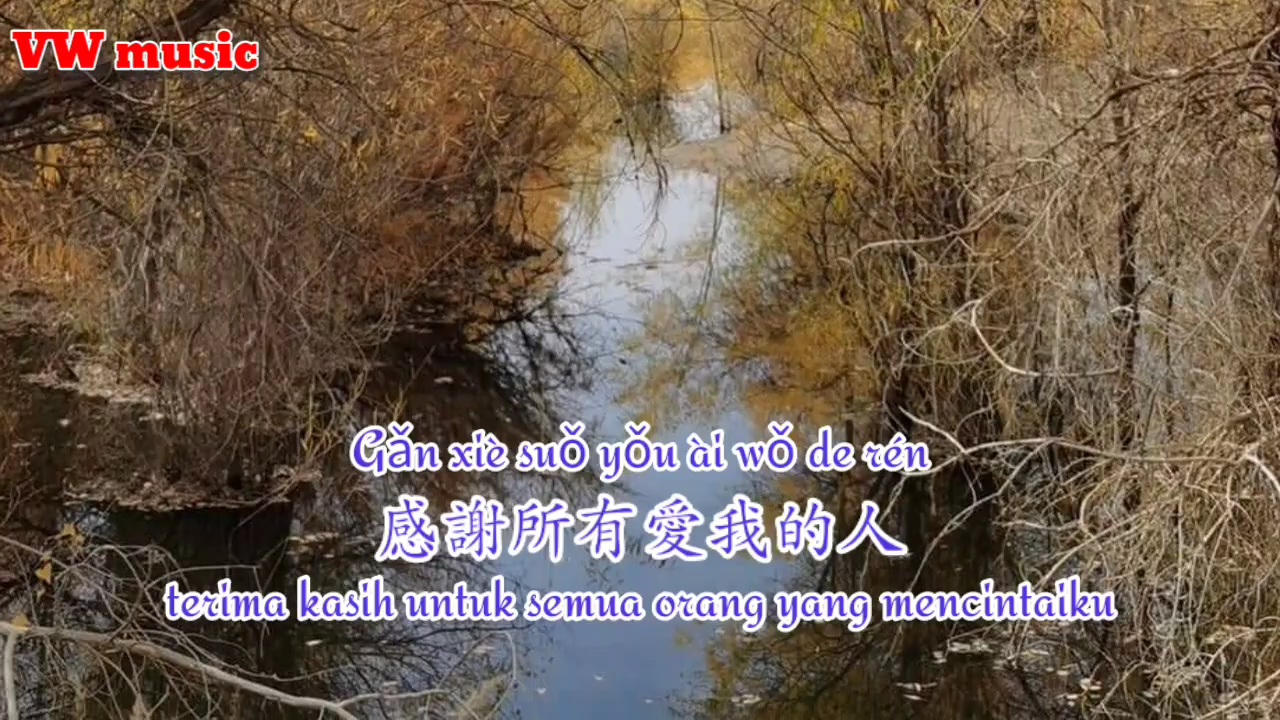 VW music
Gǎn xiè suǒ yǒu ài wǒ de rén
感謝所有愛我的人
terima kasih untuk semua orang yang mencintaiku